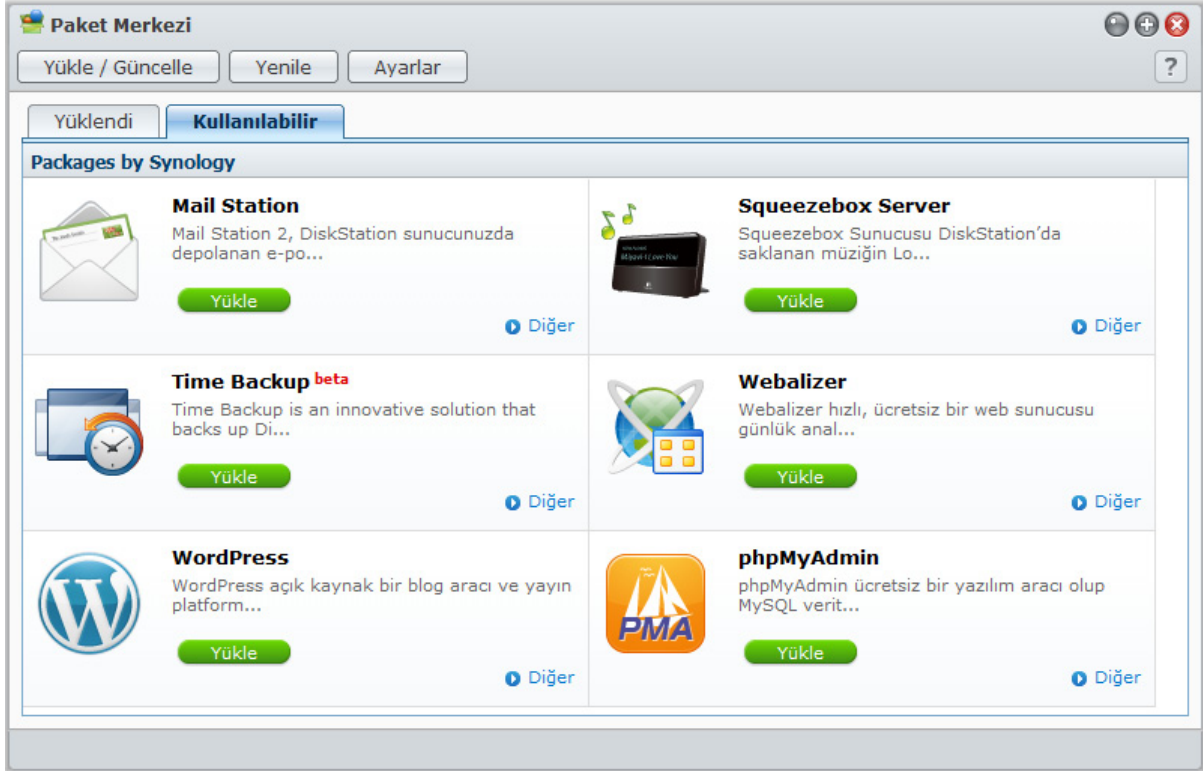 Paket Merkezi
Yükle / Güncelle
Yenile
Ayarlar
?
Yüklendi
Kullanılabilir
Packages by Synology
Mail Station
Mail Station 2, DiskStation sunucunuzda
depolanan e-po...
Yükle
Diğer
Squeezebox Server
Squeezebox Sunucusu DiskStation’da
saklanan müziğin Lo...
Yükle
Diğer
Time Backup beta
Time Backup is an innovative solution that
backs up Di...
Yükle
Diğer
Webalizer
Webalizer hızlı, ücretsiz bir web sunucusu
günlük anal...
Yükle
Diğer
WordPress
WordPress açık kaynak bir blog aracı ve yayın
platform...
Yükle
Diğer
PMA
phpMyAdmin
phpMyAdmin ücretsiz bir yazılım aracı olup
MySQL verit...
Yükle
Diğer